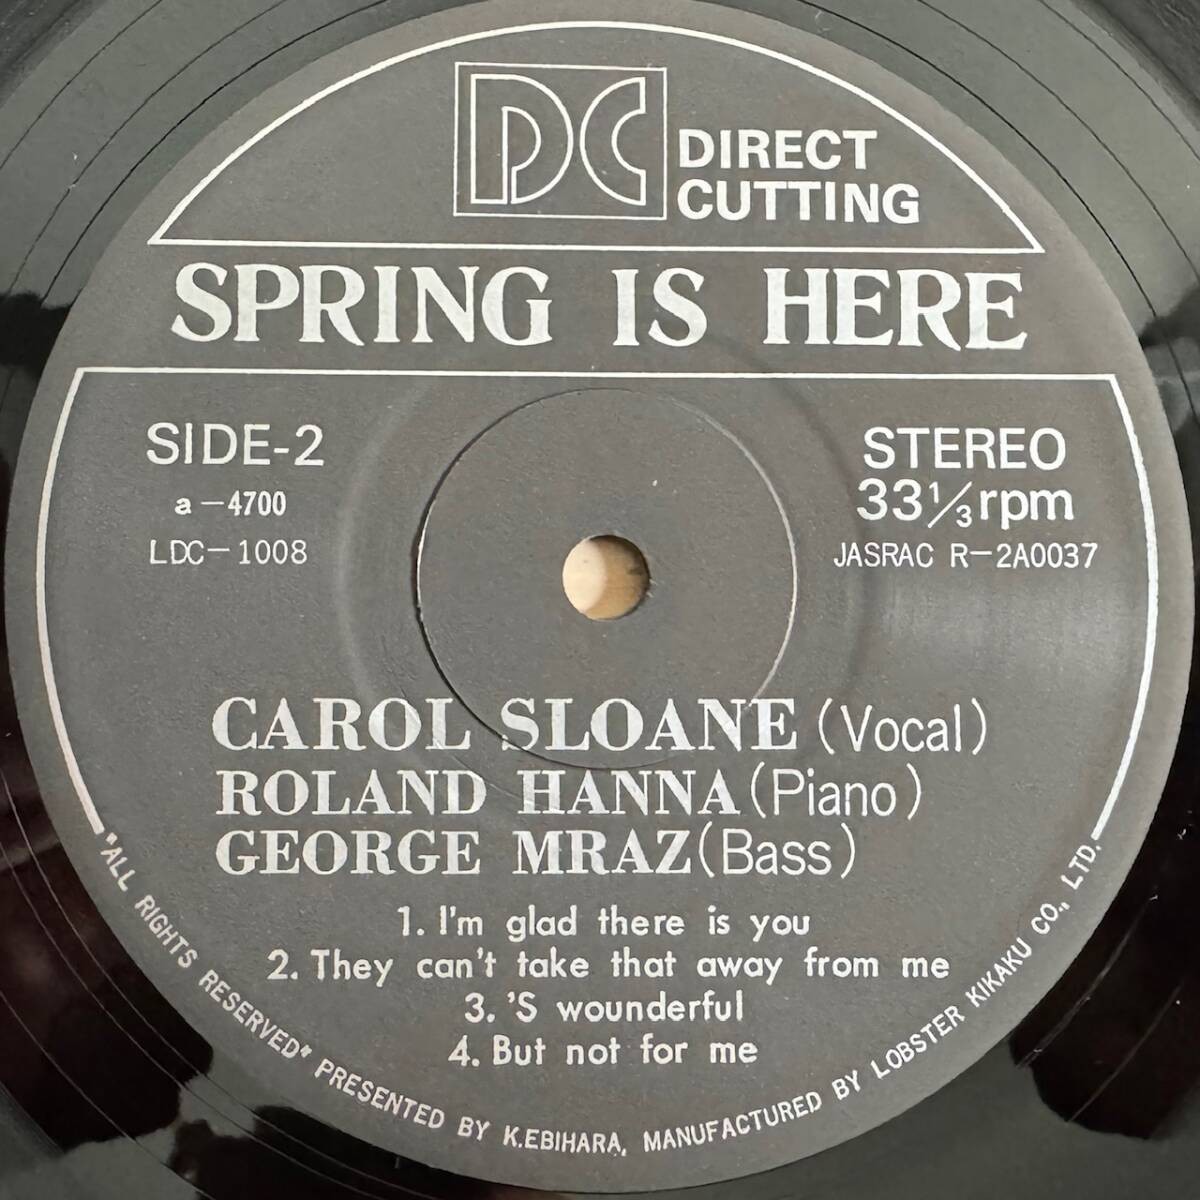 DC
DIRECT
CUTTING
SPRING IS HERE
SIDE-2
a-4700
LDC-1008
STEREO
33⅓rpm
JASRAC R-2A0037
CAROL SLOANE (Vocal)
ROLAND HANNA (Piano)
GEORGE MRAZ (Bass)
1. I'm glad there is you
2. They can't take that away from me
3. 'S wounderful
4. But not for me
"ALL RIGHTS RESERVED" PRESENTED BY K.EBIHARA, MANUFACTURED BY LOBSTER KIKAKU CO., LTD.